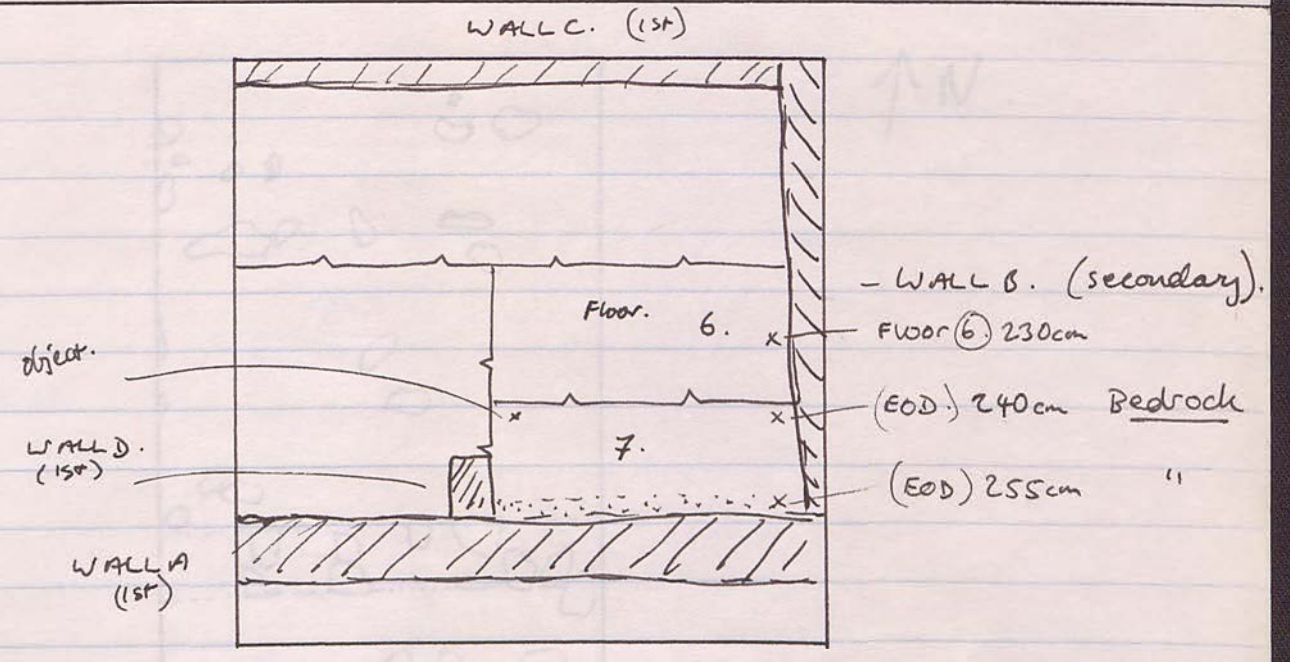 WALL C. (1st)
N
- WALL B. (secondary).
Floor. 6.
x
FLOOR (6.) 230cm
object.
x
x
(EOD.) 240cm Bedrock
WALL D.
(1st)
7.
x
(EOD) 255cm "
WALL A
(1st)